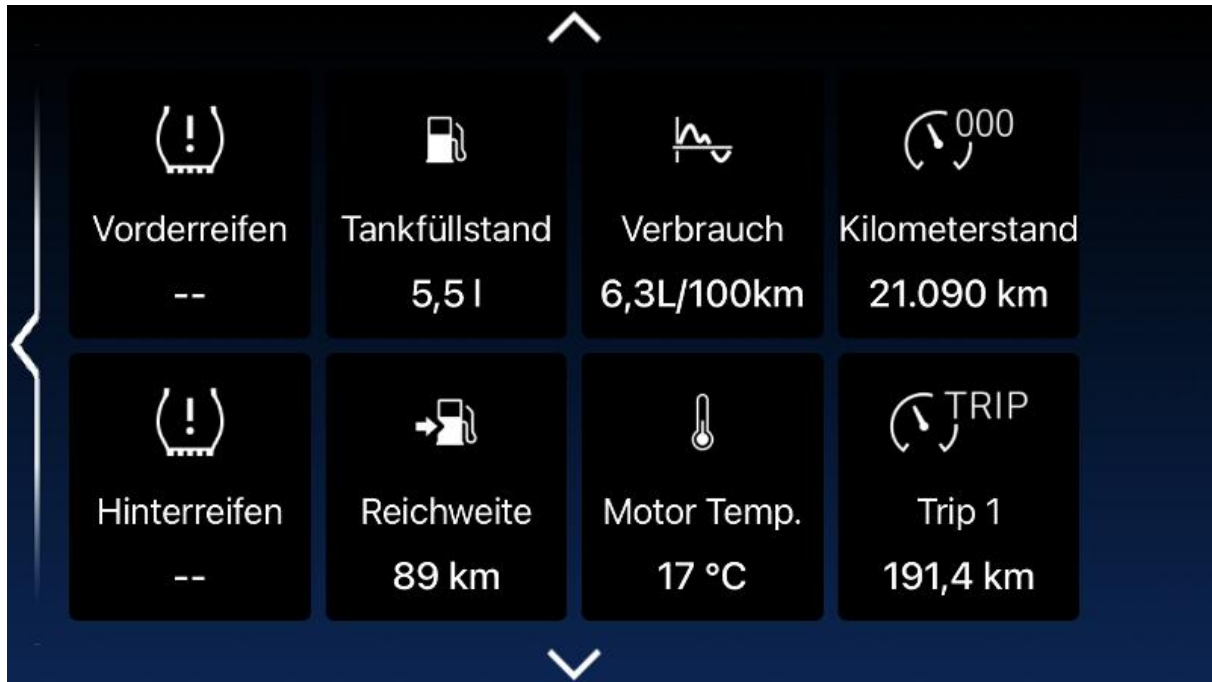 000
Vorderreifen
--
Tankfüllstand
5,5 l
Verbrauch
6,3L/100km
Kilometerstand
21.090 km
Hinterreifen
--
Reichweite
89 km
Motor Temp.
17 °C
TRIP
Trip 1
191,4 km